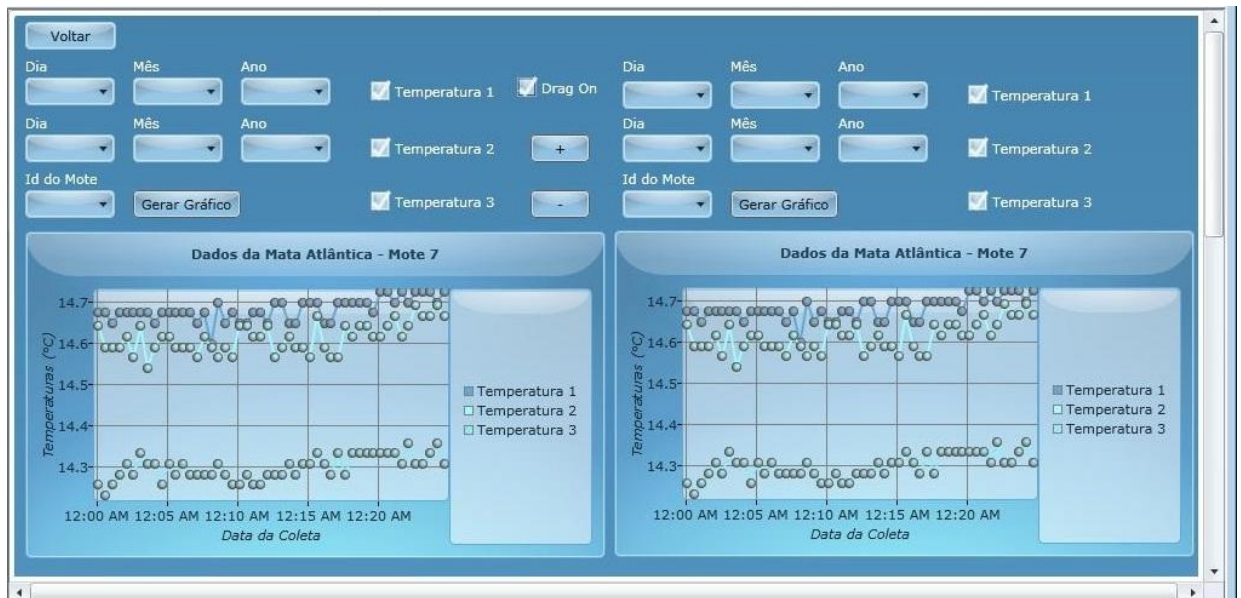 Voltar
Dia Mês Ano
Temperatura 1
Drag On
Dia Mês Ano
Temperatura 2
+
Id do Mote
Gerar Gráfico
Temperatura 3
-
Dia Mês Ano
Temperatura 1
Dia Mês Ano
Temperatura 2
Id do Mote
Gerar Gráfico
Temperatura 3
Dados da Mata Atlântica - Mote 7
Temperaturas (°C)
14.7
14.6
14.5
14.4
14.3
12:00 AM 12:05 AM 12:10 AM 12:15 AM 12:20 AM
Data da Coleta
Temperatura 1
Temperatura 2
Temperatura 3
Dados da Mata Atlântica - Mote 7
Temperaturas (°C)
14.7
14.6
14.5
14.4
14.3
12:00 AM 12:05 AM 12:10 AM 12:15 AM 12:20 AM
Data da Coleta
Temperatura 1
Temperatura 2
Temperatura 3